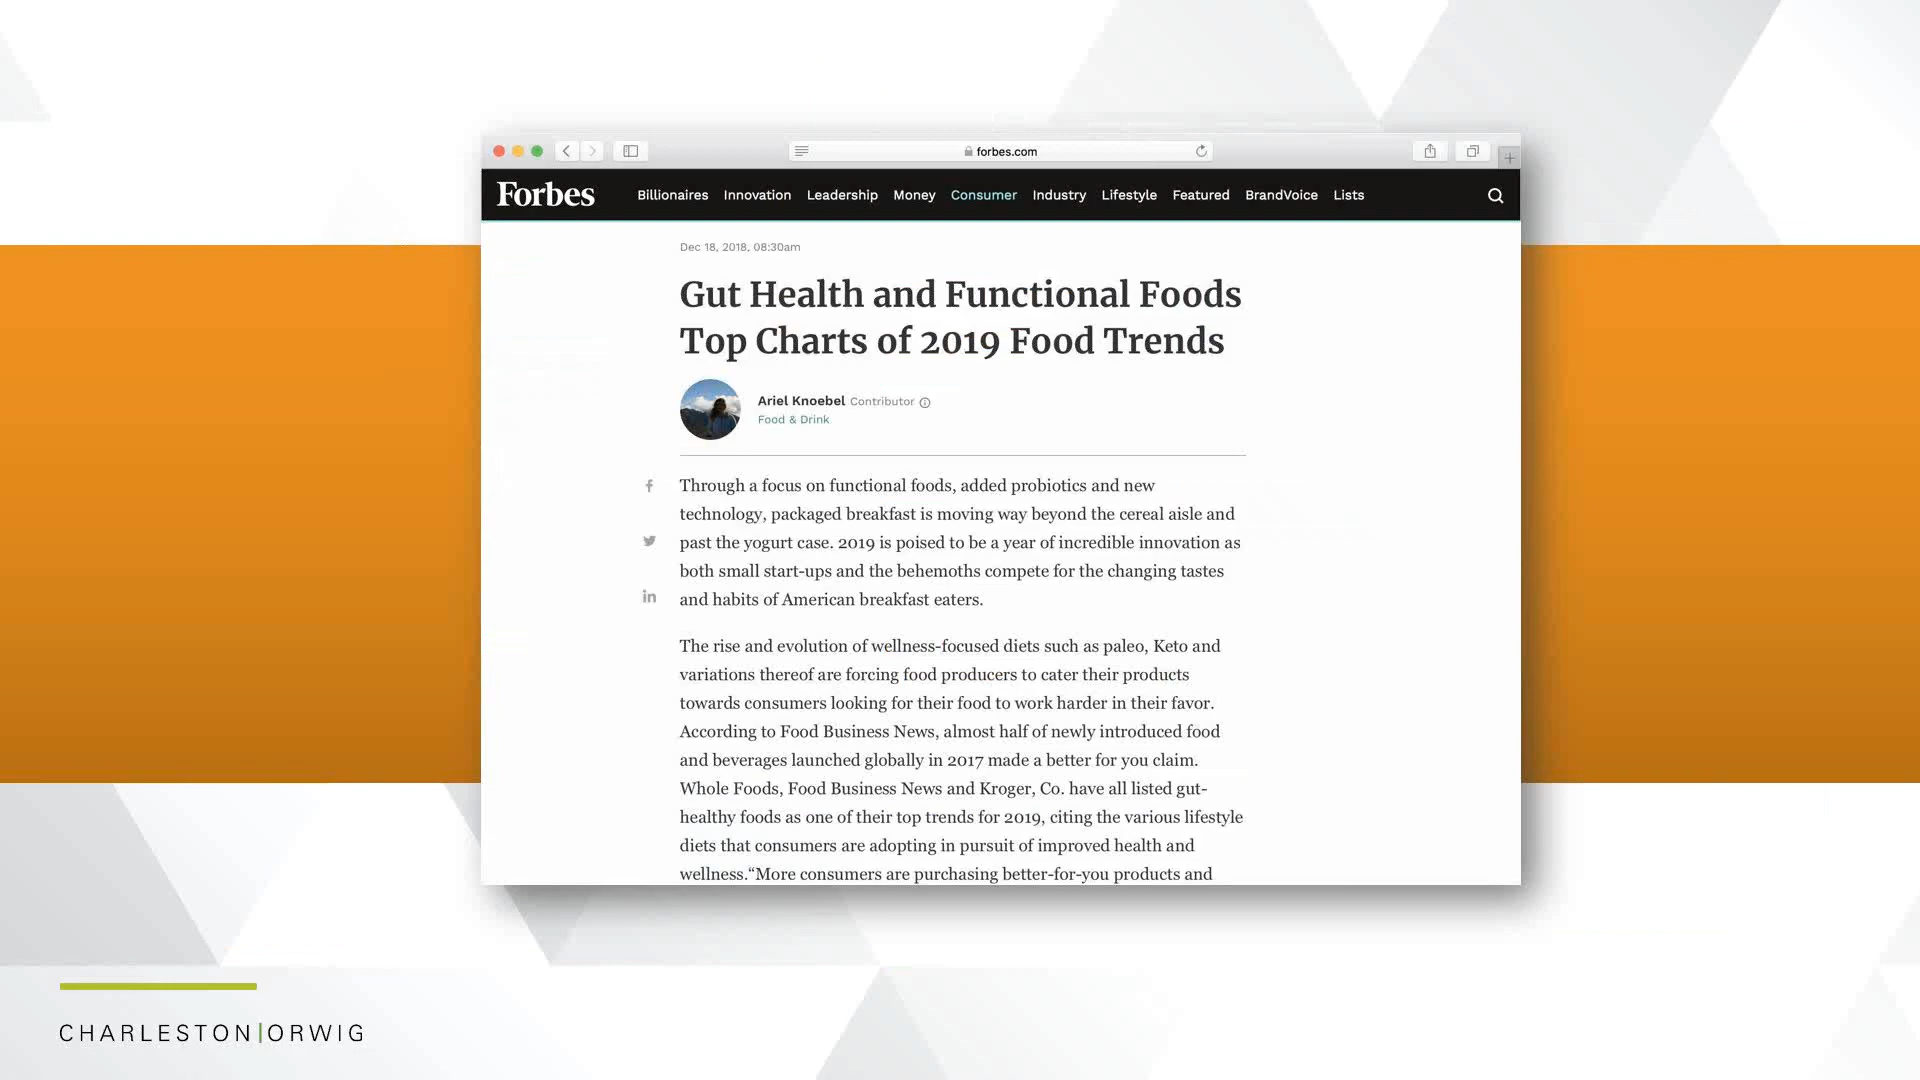 forbes.com
Forbes
Billionaires Innovation Leadership Money Consumer Industry Lifestyle Featured BrandVoice Lists
Dec 18, 2018, 08:30am
Gut Health and Functional Foods
Top Charts of 2019 Food Trends
Ariel Knoebel Contributor
Food & Drink
Through a focus on functional foods, added probiotics and new
technology, packaged breakfast is moving way beyond the cereal aisle and
past the yogurt case. 2019 is poised to be a year of incredible innovation as
both small start-ups and the behemoths compete for the changing tastes
and habits of American breakfast eaters.
The rise and evolution of wellness-focused diets such as paleo, Keto and
variations thereof are forcing food producers to cater their products
towards consumers looking for their food to work harder in their favor.
According to Food Business News, almost half of newly introduced food
and beverages launched globally in 2017 made a better for you claim.
Whole Foods, Food Business News and Kroger, Co. have all listed gut-
healthy foods as one of their top trends for 2019, citing the various lifestyle
diets that consumers are adopting in pursuit of improved health and
wellness.“More consumers are purchasing better-for-you products and
CHARLESTON|ORWIG